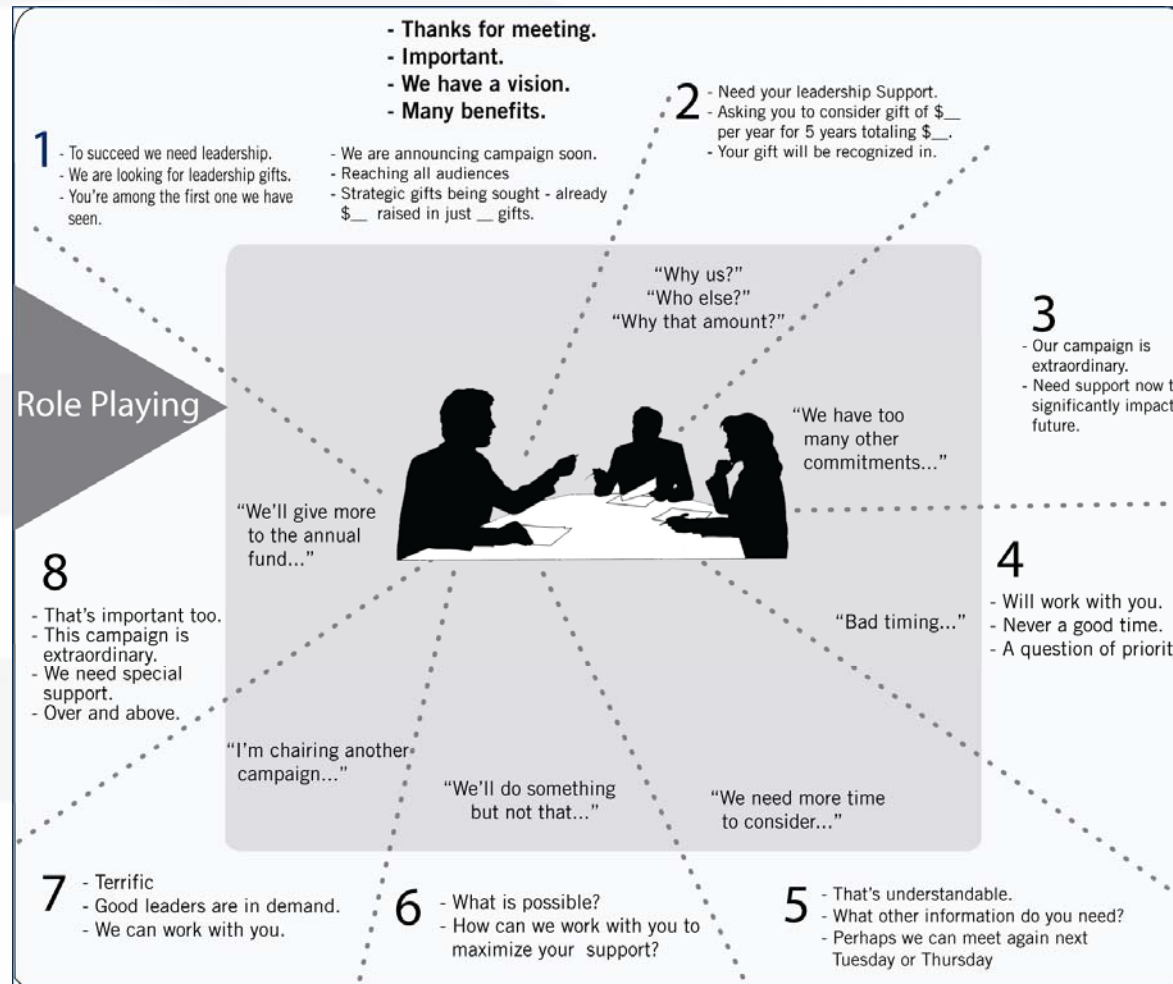 - Thanks for meeting.
- Important.
- We have a vision.
- Many benefits.
1
- To succeed we need leadership.
- We are looking for leadership gifts.
- You're among the first one we have
seen.
- We are announcing campaign soon.
- Reaching all audiences
- Strategic gifts being sought - already
$__ raised in just __ gifts.
2
- Need your leadership Support.
- Asking you to consider gift of $__
per year for 5 years totaling $__.
- Your gift will be recognized in.
“Why us?”
“Who else?”
“Why that amount?”
3
- Our campaign is
extraordinary.
- Need support now t
significantly impact
future.
Role Playing
“We have too
many other
commitments...”
“We'll give more
to the annual
fund...”
4
- Will work with you.
- Never a good time.
- A question of priorit
“Bad timing...”
8
- That's important too.
- This campaign is
extraordinary.
- We need special
support.
- Over and above.
“I'm chairing another
campaign...”
“We'll do something
but not that...”
“We need more time
to consider...”
7
- Terrific
- Good leaders are in demand.
- We can work with you.
6
- What is possible?
- How can we work with you to
maximize your support?
5
- That's understandable.
- What other information do you need?
- Perhaps we can meet again next
Tuesday or Thursday